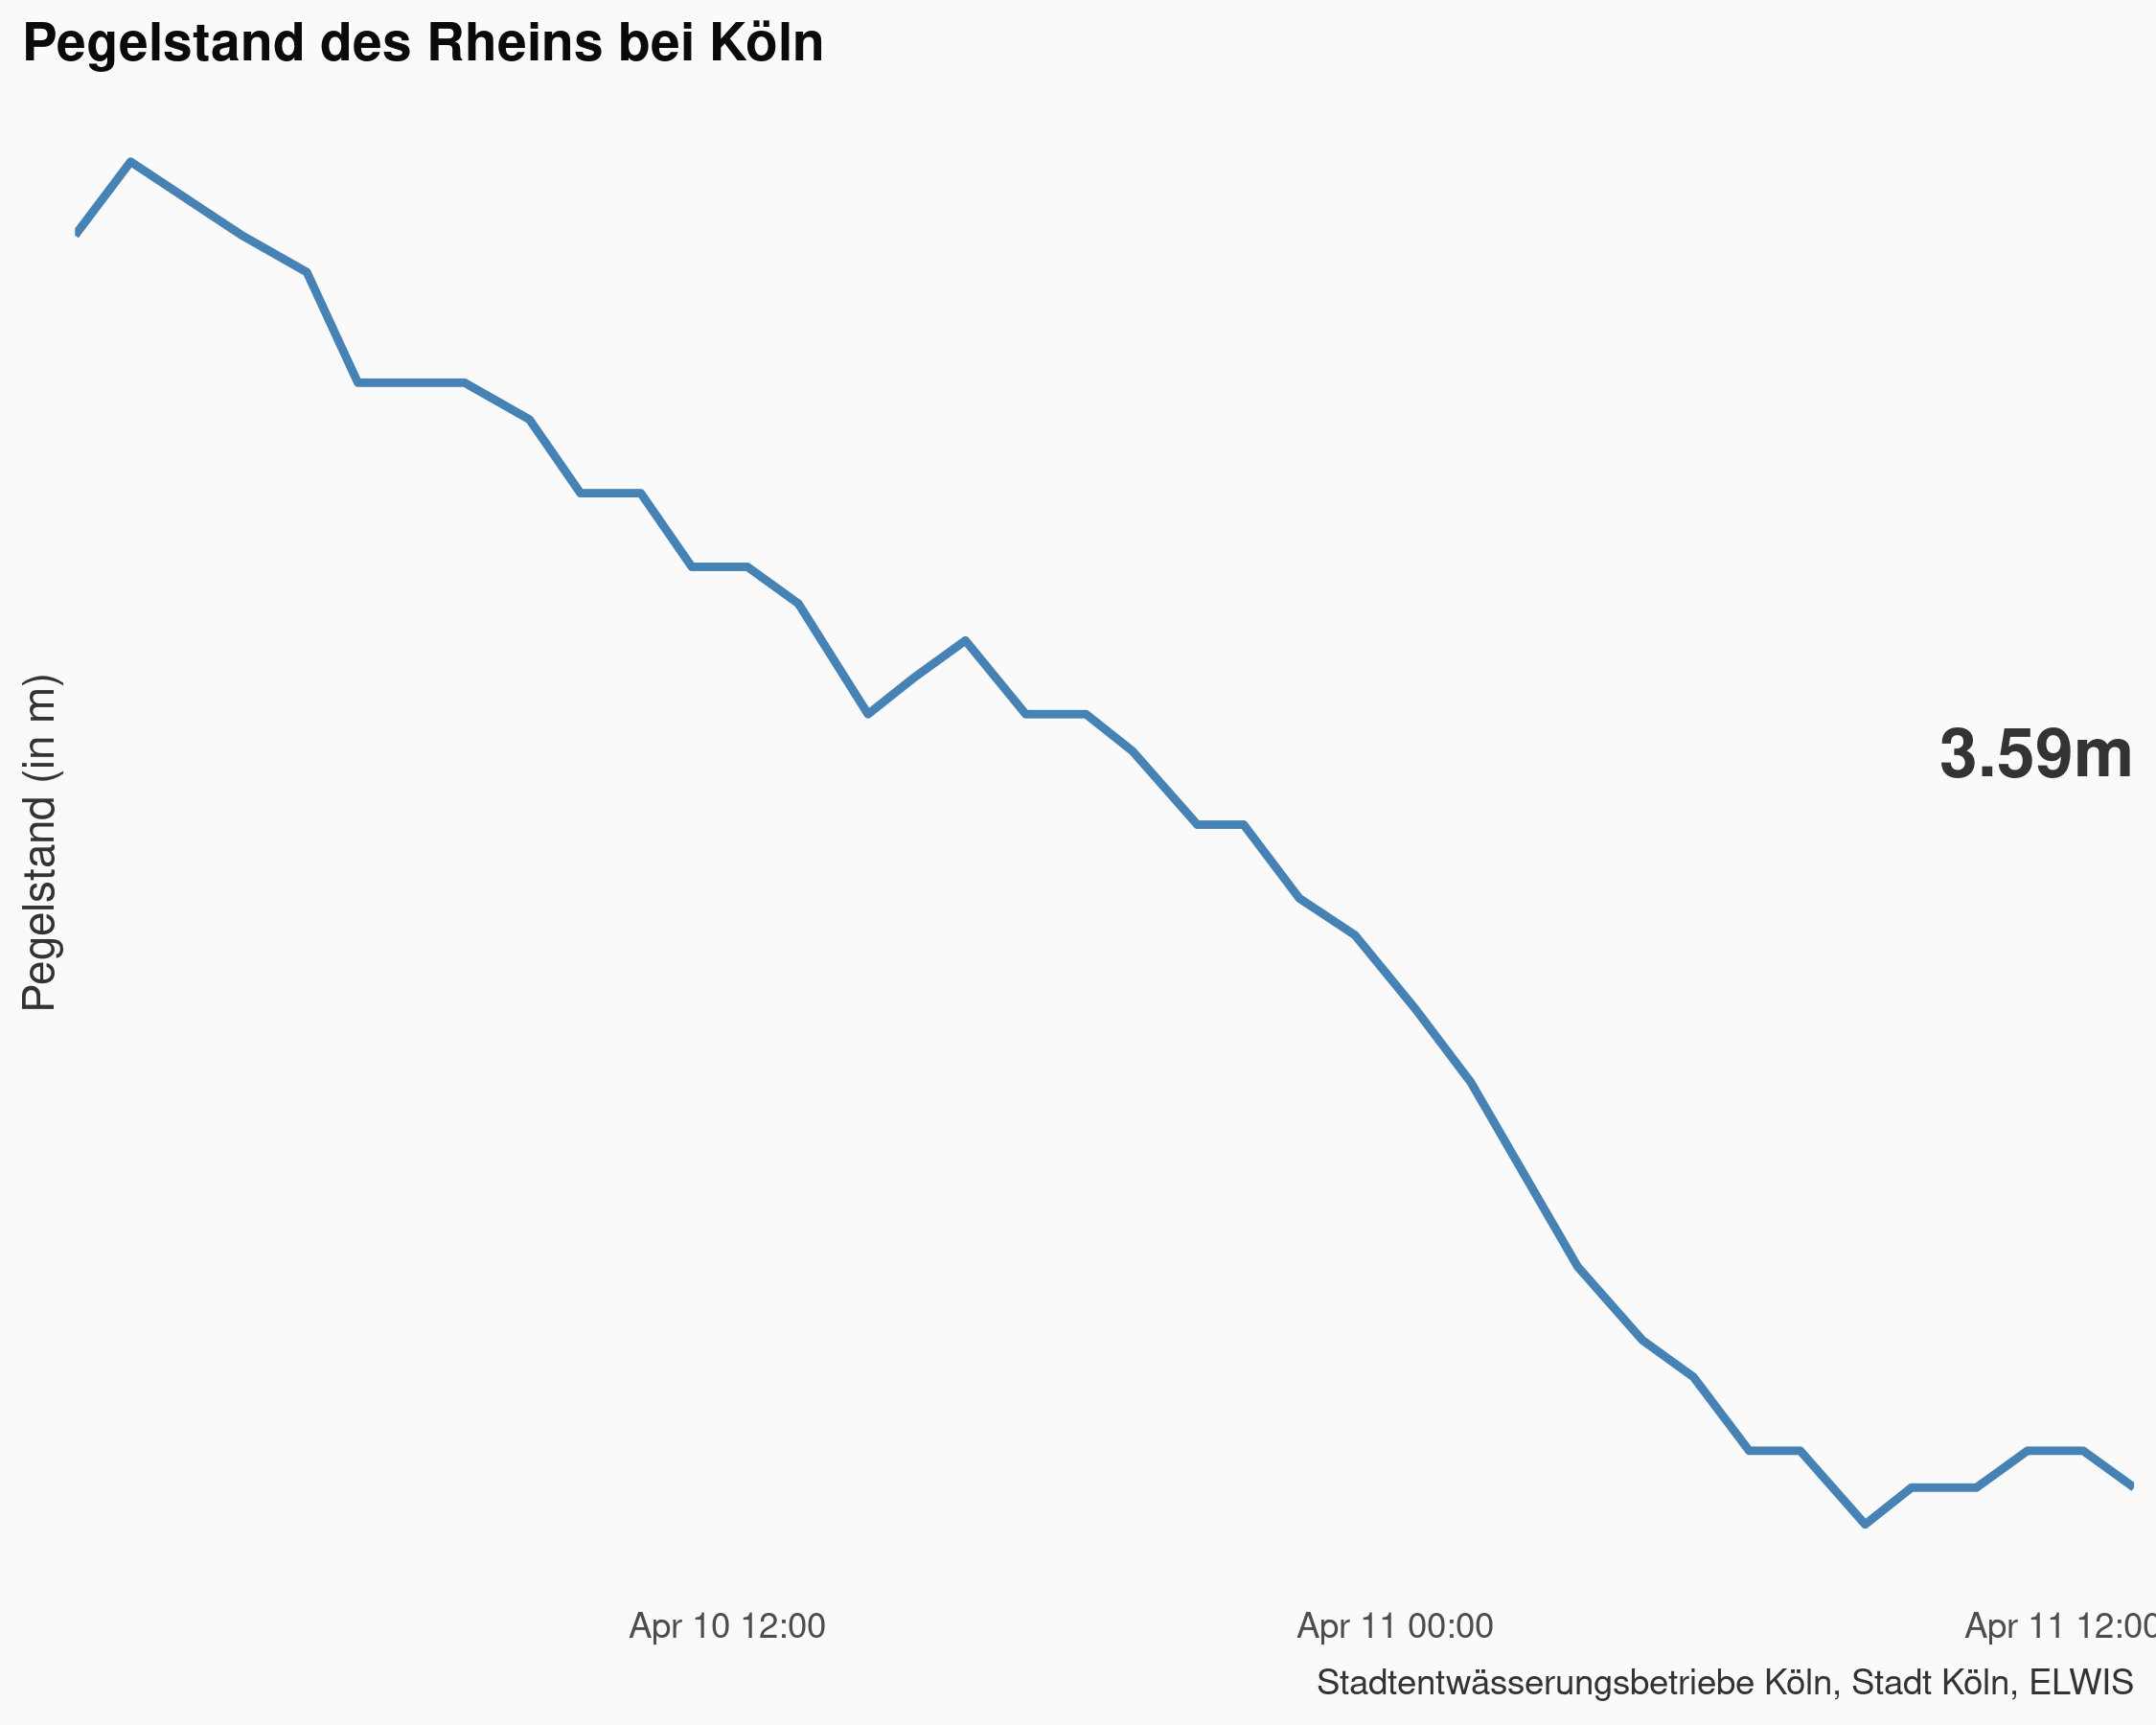 Pegelstand des Rheins bei Köln
Pegelstand (in m)
3.59m
Apr 10 12:00
Apr 11 00:00
Apr 11 12:00
Stadtentwässerungsbetriebe Köln, Stadt Köln, ELWIS